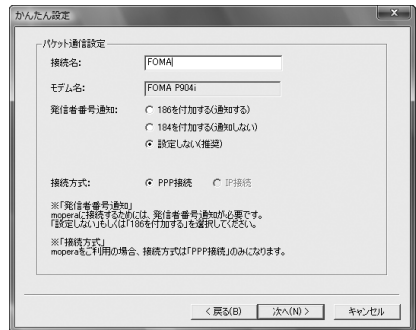 かんたん設定
パケット通信設定
接続名: FOMA
モデム名: FOMA P904i
発信者番号通知: 186を付加する(通知する)
184を付加する(通知しない)
設定しない(推奨)
接続方式: PPP接続 IP接続
※「発信者番号通知」
moperaに接続するためには、発信者番号通知が必要です。
「設定しない」もしくは「186を付加する」を選択してください。
※「接続方式」
moperaをご利用の場合、接続方式は「PPP接続」のみになります。
< 戻る(B) 次へ(N) > キャンセル